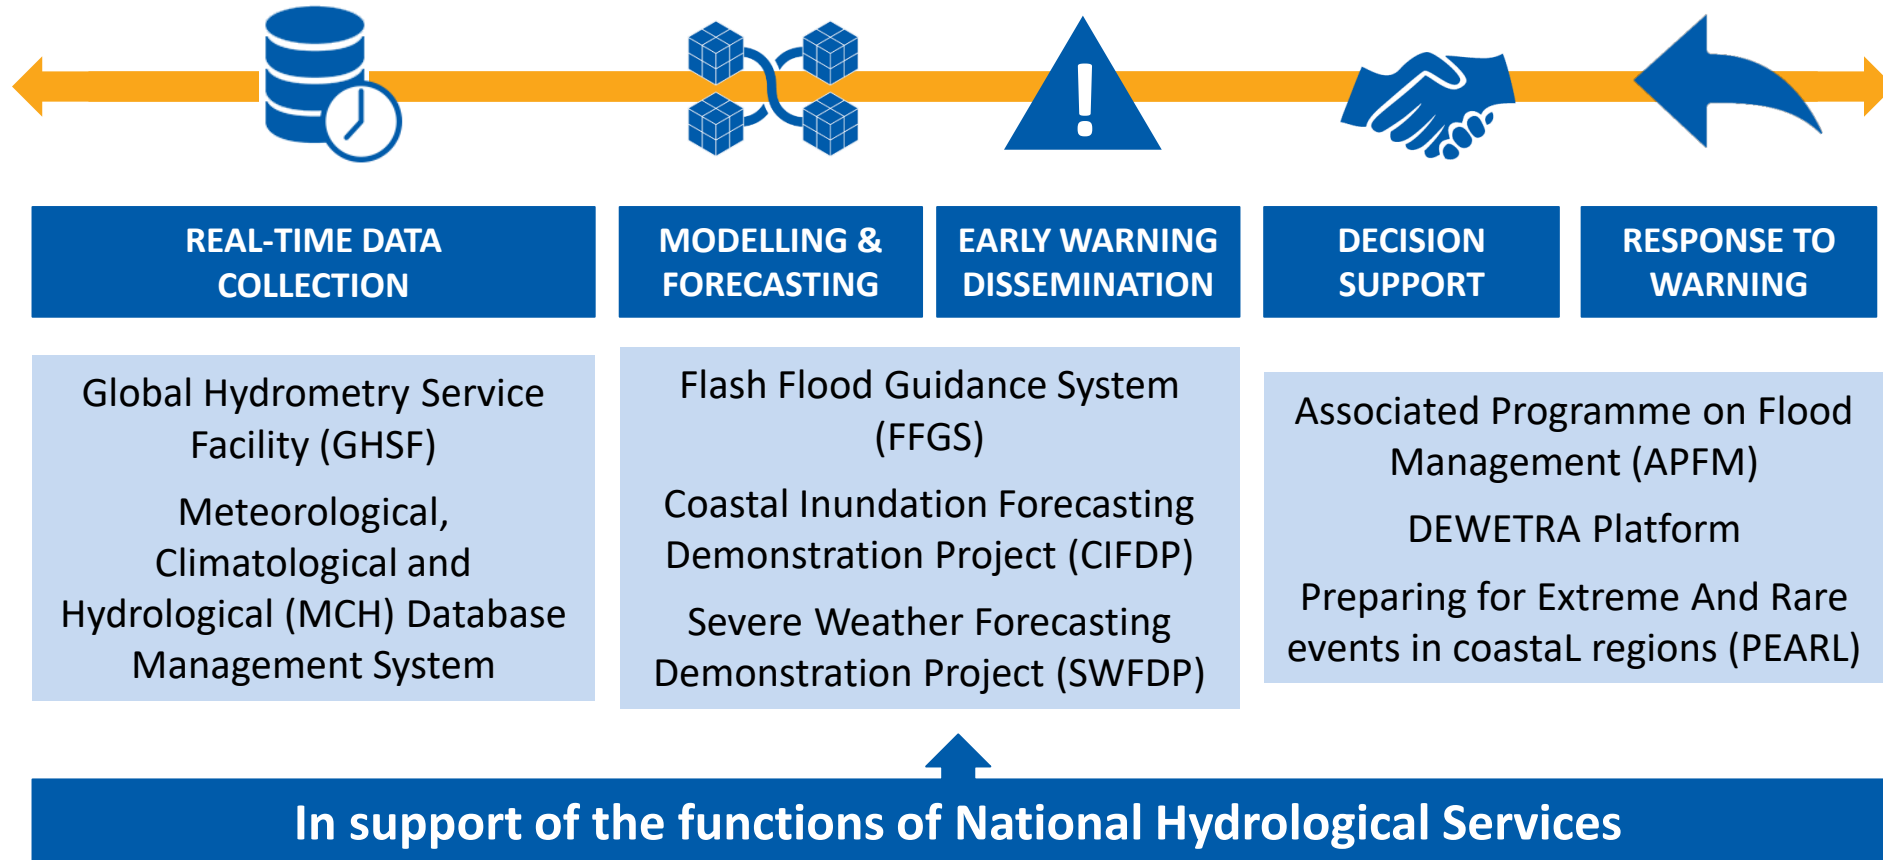 !
REAL-TIME DATA
COLLECTION
MODELLING &
FORECASTING
EARLY WARNING
DISSEMINATION
DECISION
SUPPORT
RESPONSE TO
WARNING
Global Hydrometry Service
Facility (GHSF)
Meteorological,
Climatological and
Hydrological (MCH) Database
Management System
Flash Flood Guidance System
(FFGS)
Coastal Inundation Forecasting
Demonstration Project (CIFDP)
Severe Weather Forecasting
Demonstration Project (SWFDP)
Associated Programme on Flood
Management (APFM)
DEWETRA Platform
Preparing for Extreme And Rare
events in coastaL regions (PEARL)
In support of the functions of National Hydrological Services